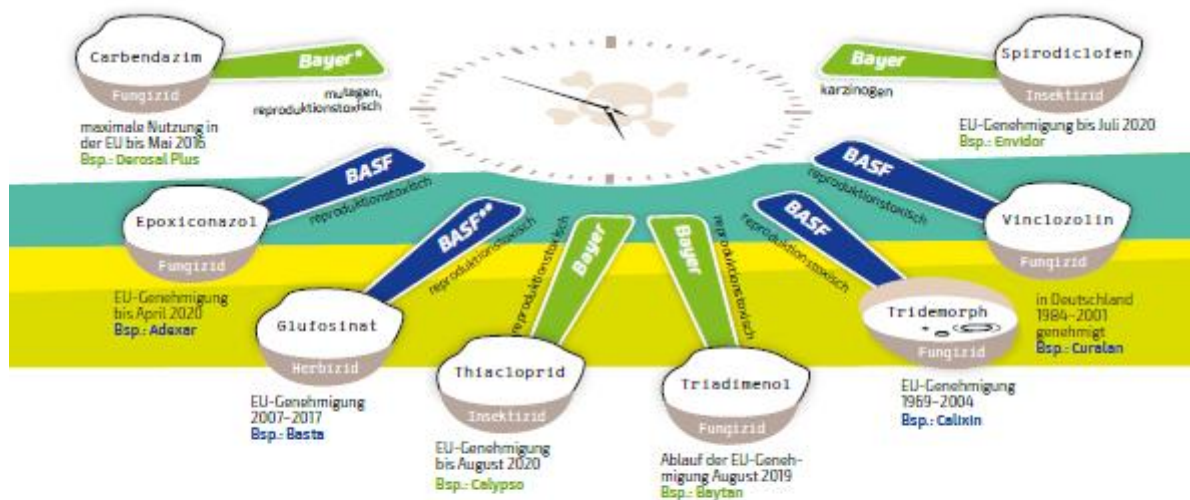 Carbendazim
Fungizid
Bayer*
mutagen,
reproduktionstoxisch
maximale Nutzung in
der EU bis Mai 2016
Bsp.: Derosal Plus
Bayer
karzinogen
Spirodiclofen
Insektizid
EU-Genehmigung bis Juli 2020
Bsp.: Envidor
Epoxiconazol
Fungizid
BASF
reproduktionstoxisch
EU-Genehmigung
bis April 2020
Bsp.: Adexar
Glufosinat
Herbizid
BASF**
reproduktionstoxisch
EU-Genehmigung
2007–2017
Bsp.: Basta
Thiacloprid
Insektizid
Bayer
reproduktionstoxisch
EU-Genehmigung
bis August 2020
Bsp.: Calypso
Triadimenol
Fungizid
Bayer
reproduktionstoxisch
Ablauf der EU-Geneh-
migung August 2019
Bsp.: Baytan
Tridemorph
Fungizid
BASF
reproduktionstoxisch
EU-Genehmigung
1969–2004
Bsp.: Calixin
Vinclozolin
Fungizid
BASF
reproduktionstoxisch
in Deutschland
1984–2001
genehmigt
Bsp.: Curalan